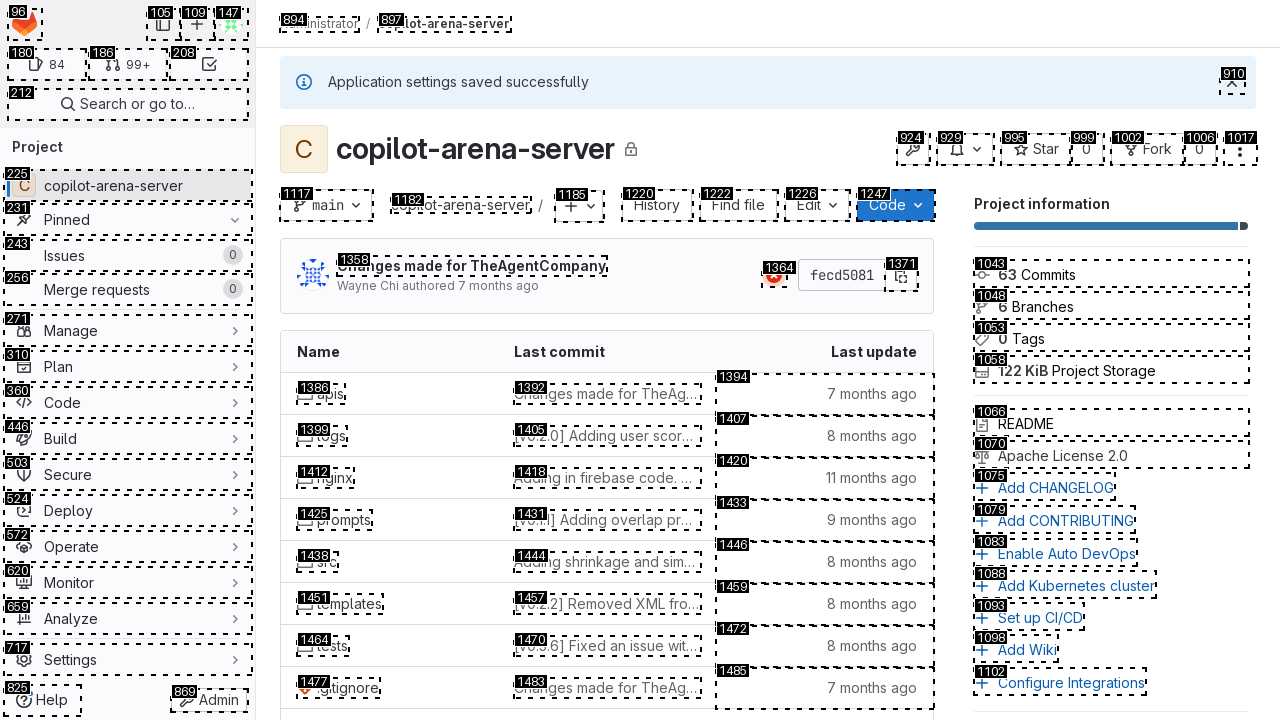 96
105
109
147
180
84
186
99+
208
212
Search or go to…
Project
225
C
copilot-arena-server
231
Pinned
243
Issues
0
256
Merge requests
0
271
Manage
310
Plan
360
Code
446
Build
503
Secure
524
Deploy
572
Operate
620
Monitor
659
Analyze
717
Settings
825
Help
869
Admin
894
Administrator
/
897
copilot-arena-server
Application settings saved successfully
910
C
copilot-arena-server
924
929
995
Star
999
0
1002
Fork
1006
0
1017
1117
main
1182
copilot-arena-server
/
1185
1220
History
1222
Find file
1226
Edit
1247
Code
1358
Changes made for TheAgentCompany
Wayne Chi authored 7 months ago
1364
fecd5081
1371
Name
Last commit
Last update
1386
apis
1392
Changes made for TheAg…
1394
7 months ago
1399
1405
[v0.2.0] Adding user scor…
1407
8 months ago
1412
nginx
1418
Adding in firebase code. …
1420
11 months ago
1425
prompts
1431
[v0.1.1] Adding overlap pr…
1433
9 months ago
1438
src
1444
Adding shrinkage and sim…
1446
8 months ago
1451
templates
1457
[v0.2.2] Removed XML fro…
1459
8 months ago
1464
tests
1470
[v0.3.6] Fixed an issue wit…
1472
8 months ago
1477
.gitignore
1483
Changes made for TheAg…
1485
7 months ago
Project information
1043
63 Commits
1048
6 Branches
1053
0 Tags
1058
122 KiB Project Storage
1066
README
1070
Apache License 2.0
1075
Add CHANGELOG
1079
Add CONTRIBUTING
1083
Enable Auto DevOps
1088
Add Kubernetes cluster
1093
Set up CI/CD
1098
Add Wiki
1102
Configure Integrations